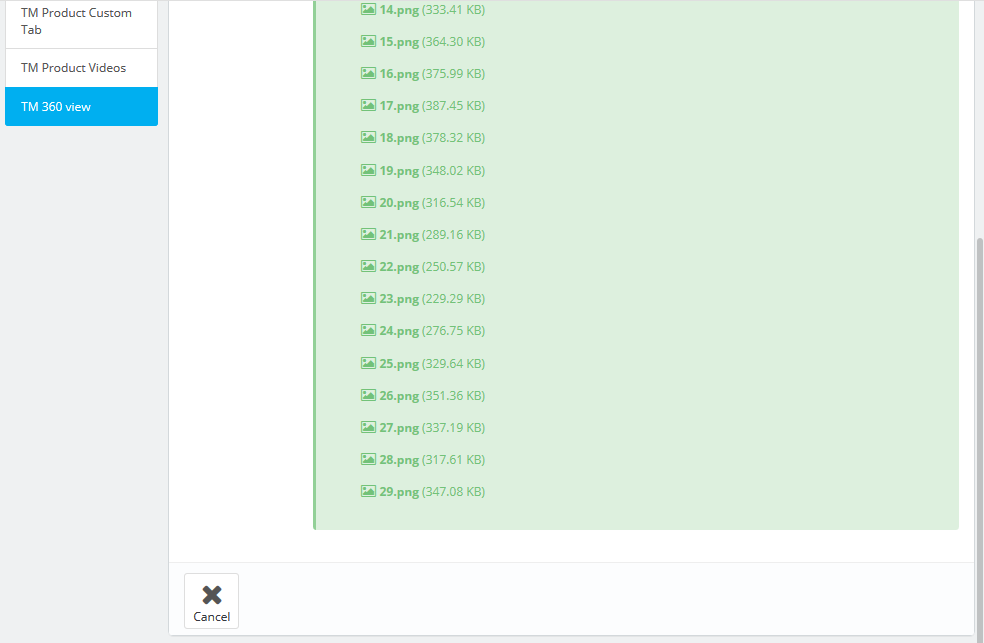 TM Product Custom
Tab
TM Product Videos
TM 360 view
14.png (333.41 KB)
15.png (364.30 KB)
16.png (375.99 KB)
17.png (387.45 KB)
18.png (378.32 KB)
19.png (348.02 KB)
20.png (316.54 KB)
21.png (289.16 KB)
22.png (250.57 KB)
23.png (229.29 KB)
24.png (276.75 KB)
25.png (329.64 KB)
26.png (351.36 KB)
27.png (337.19 KB)
28.png (317.61 KB)
29.png (347.08 KB)
Cancel